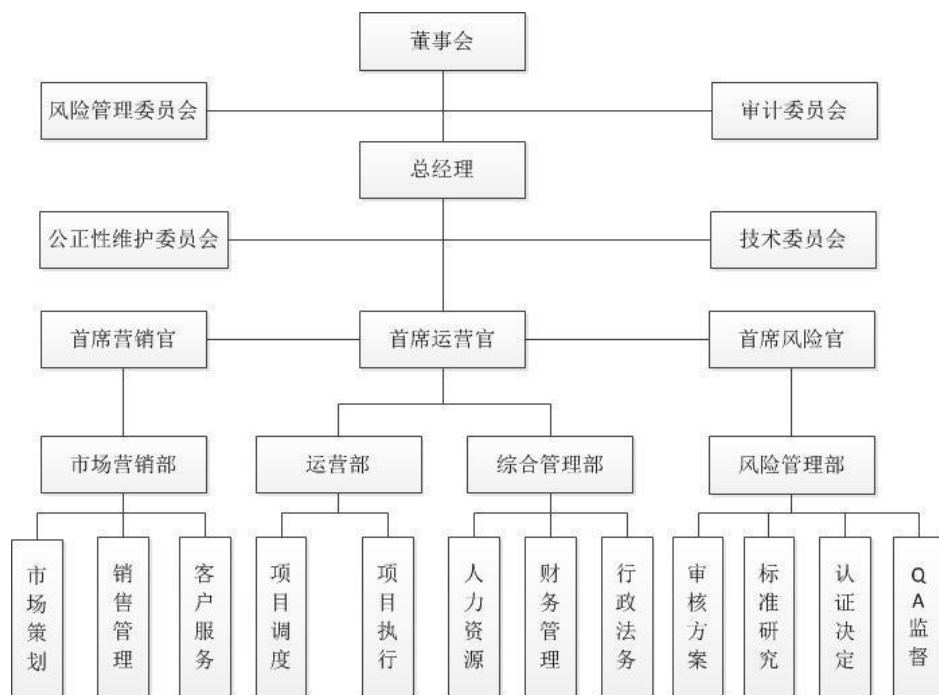 董事会
风险管理委员会
审计委员会
总经理
公正性维护委员会
技术委员会
首席营销官
首席运营官
首席风险官
市场营销部
运营部
综合管理部
风险管理部
市场策划
销售管理
客户服务
项目调度
项目执行
人力资源
财务管理
行政法务
审核方案
标准研究
认证决定
QA监督